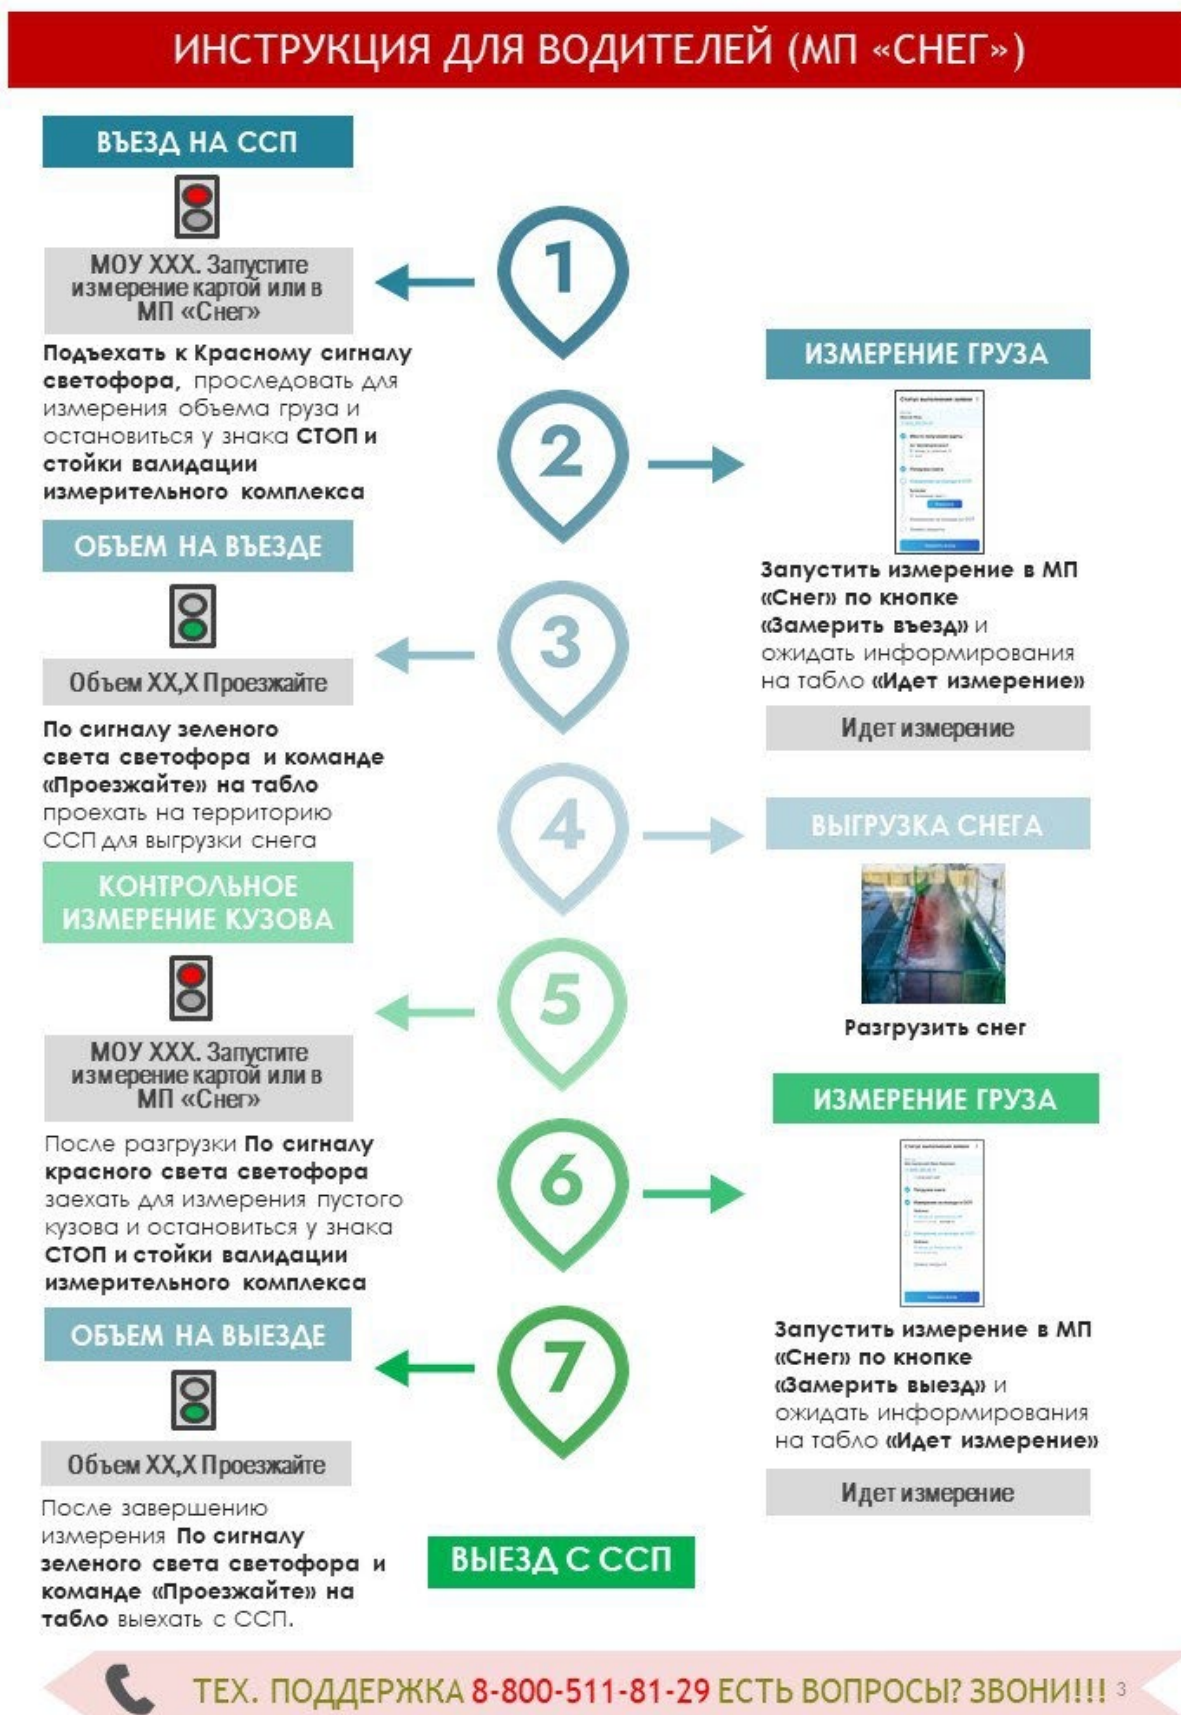 ИНСТРУКЦИЯ ДЛЯ ВОДИТЕЛЕЙ (МП «СНЕГ»)
ВЪЕЗД НА ССП
МОУ ХХХ. Запустите
измерение картой или в
МП «Снег»
1
Подъехать к Красному сигналу
светофора, проследовать для
измерения объема груза и
остановиться у знака СТОП и
стойки валидации
измерительного комплекса
2
ИЗМЕРЕНИЕ ГРУЗА
Статус выполнения заявки
Запустить измерение в МП
«Снег» по кнопке
«Замерить въезд» и
ожидать информирования
на табло «Идет измерение»
Идет измерение
ОБЪЕМ НА ВЪЕЗДЕ
3
Объем ХХ,Х Проезжайте
По сигналу зеленого
света светофора и команде
«Проезжайте» на табло
проехать на территорию
ССП для выгрузки снега
4
ВЫГРУЗКА СНЕГА
Разгрузить снег
КОНТРОЛЬНОЕ
ИЗМЕРЕНИЕ КУЗОВА
5
МОУ ХХХ. Запустите
измерение картой или в
МП «Снег»
После разгрузки По сигналу
красного света светофора
заехать для измерения пустого
кузова и остановиться у знака
СТОП и стойки валидации
измерительного комплекса
6
ИЗМЕРЕНИЕ ГРУЗА
Запустить измерение в МП
«Снег» по кнопке
«Замерить выезд» и
ожидать информирования
на табло «Идет измерение»
Идет измерение
ОБЪЕМ НА ВЫЕЗДЕ
7
Объем ХХ,Х Проезжайте
После завершению
измерения По сигналу
зеленого света светофора и
команде «Проезжайте» на
табло выехать с ССП.
ВЫЕЗД С ССП
ТЕХ. ПОДДЕРЖКА 8-800-511-81-29 ЕСТЬ ВОПРОСЫ? ЗВОНИ!!! 3